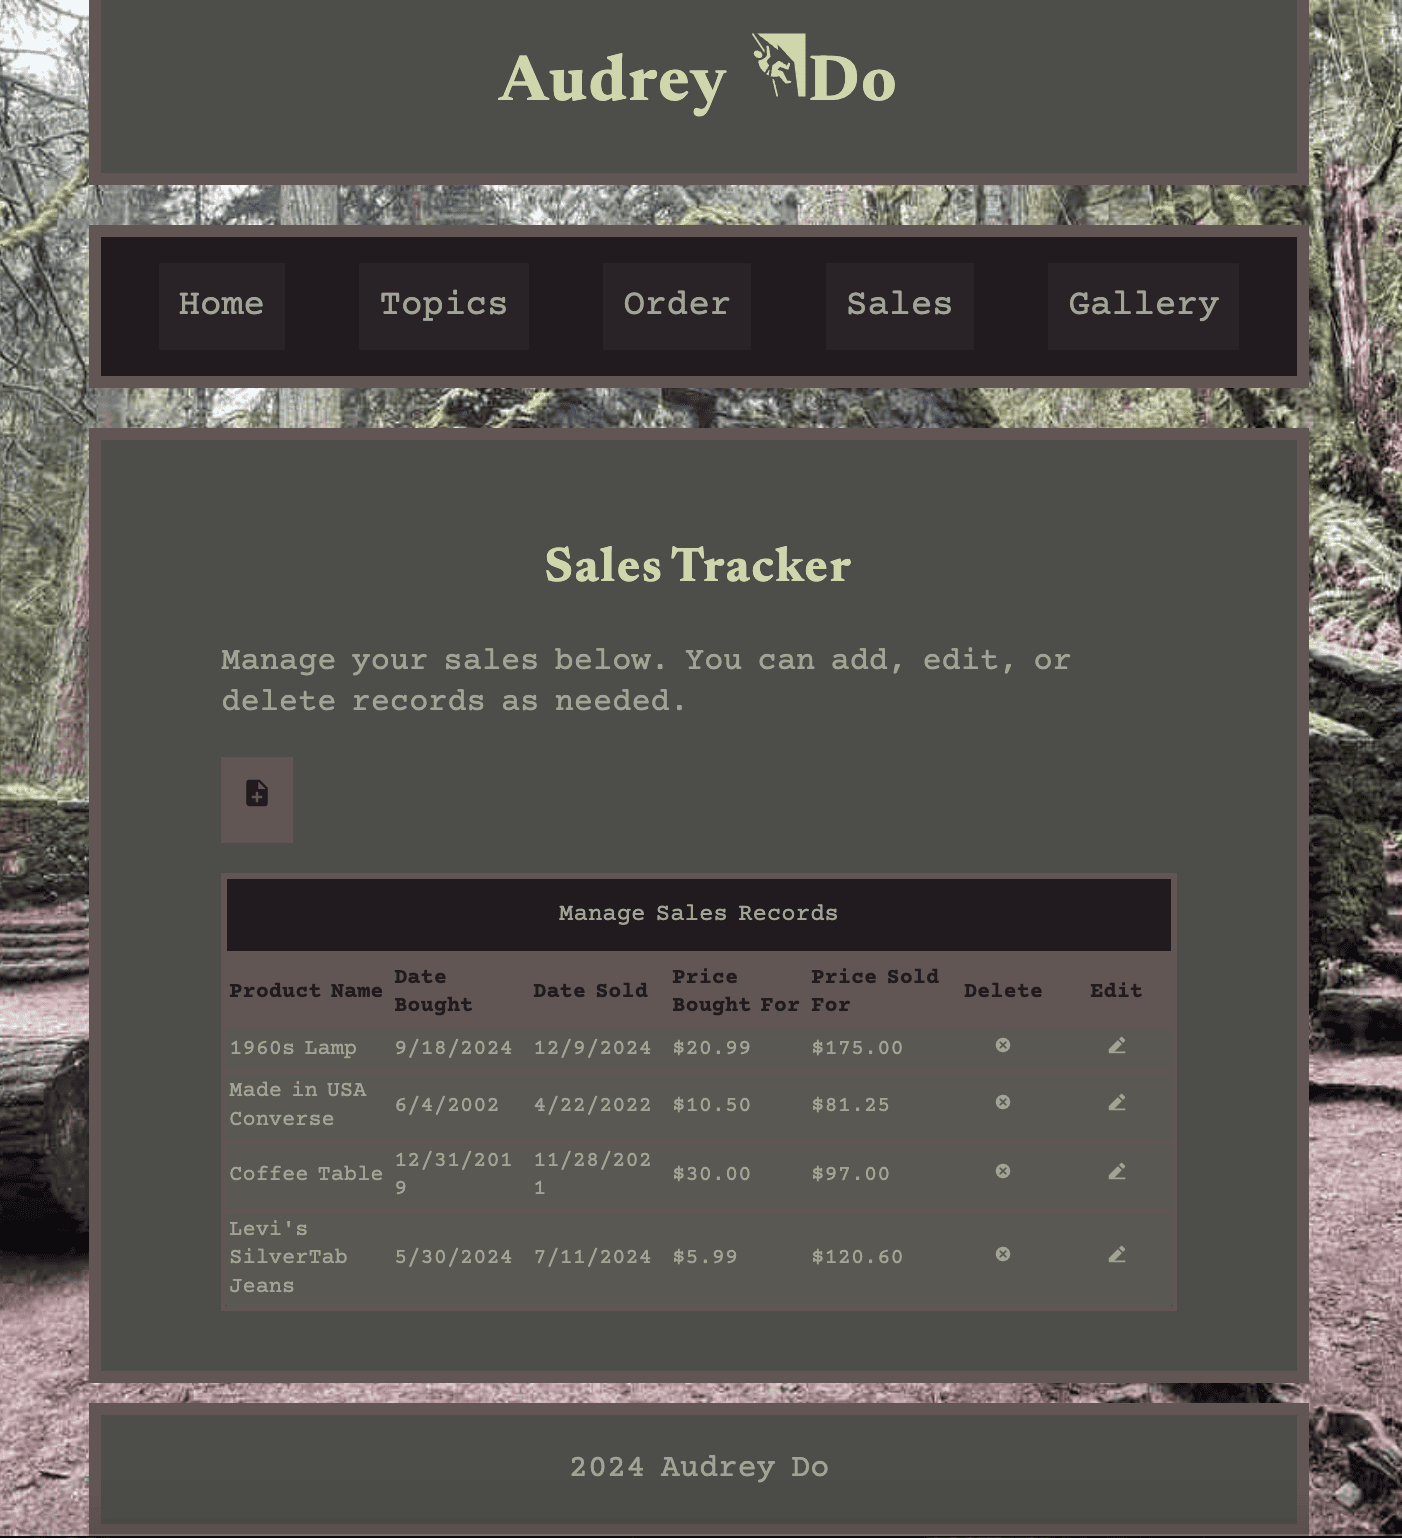 Audrey Do
Home Topics Order Sales Gallery
Sales Tracker
Manage your sales below. You can add, edit, or
delete records as needed.
Manage Sales Records
Product Name Date Bought Date Sold Price Bought For Price Sold For Delete Edit
1960s Lamp 9/18/2024 12/9/2024 $20.99 $175.00
Made in USA Converse 6/4/2002 4/22/2022 $10.50 $81.25
Coffee Table 12/31/2019 11/28/2021 $30.00 $97.00
Levi's SilverTab Jeans 5/30/2024 7/11/2024 $5.99 $120.60
2024 Audrey Do